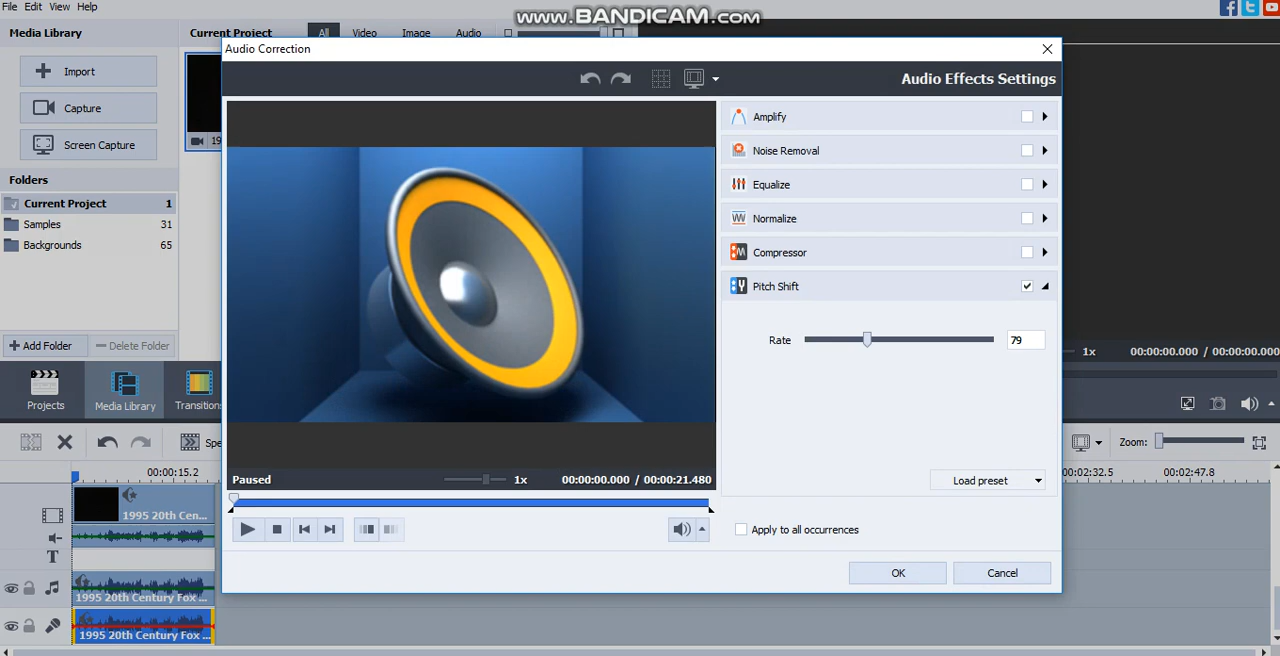 File Edit View Help
www.BANDICAM.com
Media Library
Current Project All Video Image Audio
Audio Correction
Audio Effects Settings
Import
Capture
Screen Capture
Folders
Current Project 1
Samples 31
Backgrounds 65
Add Folder
Delete Folder
Projects
Media Library
Transition
19
Amplify
Noise Removal
Equalize
Normalize
Compressor
Pitch Shift
Rate 79
Load preset
Paused 1x 00:00:00.000 / 00:00:21.480
Apply to all occurrences
OK Cancel
1x 00:00:00.000 / 00:00:00.000
Zoom:
Spe
00:00:15.2
00:02:32.5 00:02:47.8
1995 20th Cen...
T
1995 20th Century Fox ...
1995 20th Century Fox ...